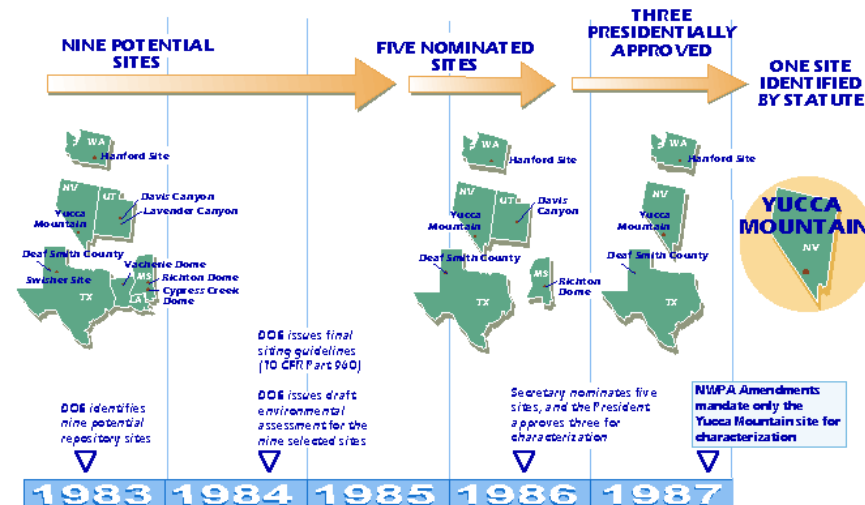 NINE POTENTIAL
SITES
FIVE NOMINATED
SITES
THREE
PRESIDENTIALLY
APPROVED
ONE SITE
IDENTIFIED
BY STATUTE
WA
Hanford Site
NV
UT
Davis Canyon
Lavender Canyon
Yucca
Mountain
Deaf Smith County
Swisher Site
Vacherie Dome
MS
Richton Dome
Cypress Creek
Dome
TX
LA
WA
Hanford Site
NV
UT
Davis
Canyon
Yucca
Mountain
Deaf Smith County
TX
MS
Richton
Dome
WA
Hanford Site
NV
Yucca
Mountain
Deaf Smith County
TX
YUCCA
MOUNTAIN
NV
DOE identifies
nine potential
repository sites
DOE issues final
siting guidelines
(10 CFR Part 960)
DOE issues draft
environmental
assessment for the
nine selected sites
Secretary nominates five
sites, and the President
approves three for
characterization
NWPA Amendments
mandate only the
Yucca Mountain site for
characterization
1983 1984 1985 1986 1987